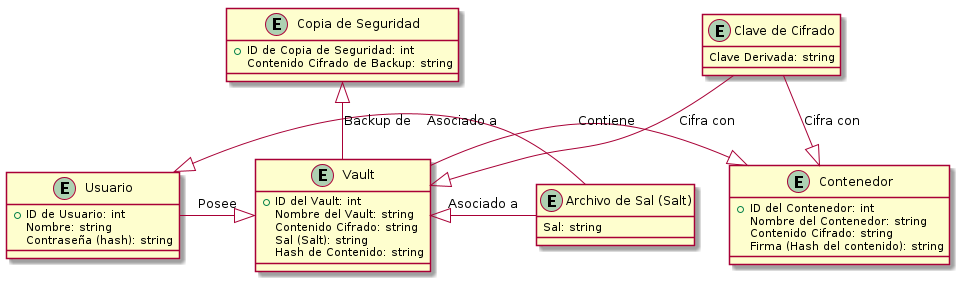 E Copia de Seguridad
ID de Copia de Seguridad: int
Contenido Cifrado de Backup: string
E Clave de Cifrado
Clave Derivada: string
Backup de
Asociado a
Contiene
Cifra con
Cifra con
E Usuario
ID de Usuario: int
Nombre: string
Contraseña (hash): string
Posee
E Vault
ID del Vault: int
Nombre del Vault: string
Contenido Cifrado: string
Sal (Salt): string
Hash de Contenido: string
Asociado a
E Archivo de Sal (Salt)
Sal: string
E Contenedor
ID del Contenedor: int
Nombre del Contenedor: string
Contenido Cifrado: string
Firma (Hash del contenido): string